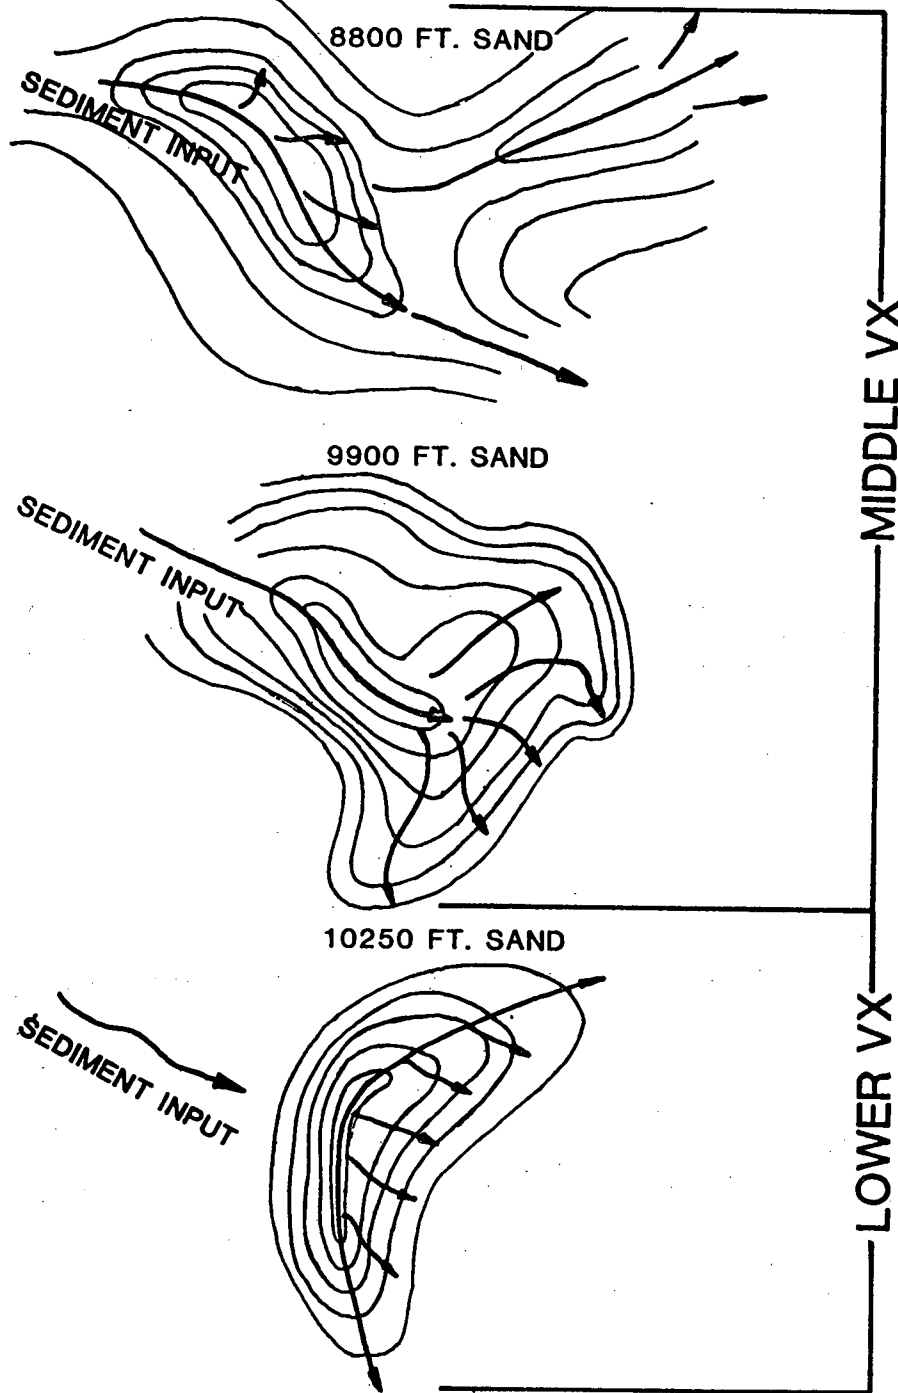 8800 FT. SAND
SEDIMENT INPUT
9900 FT. SAND
SEDIMENT INPUT
MIDDLE VX
10250 FT. SAND
SEDIMENT INPUT
LOWER VX